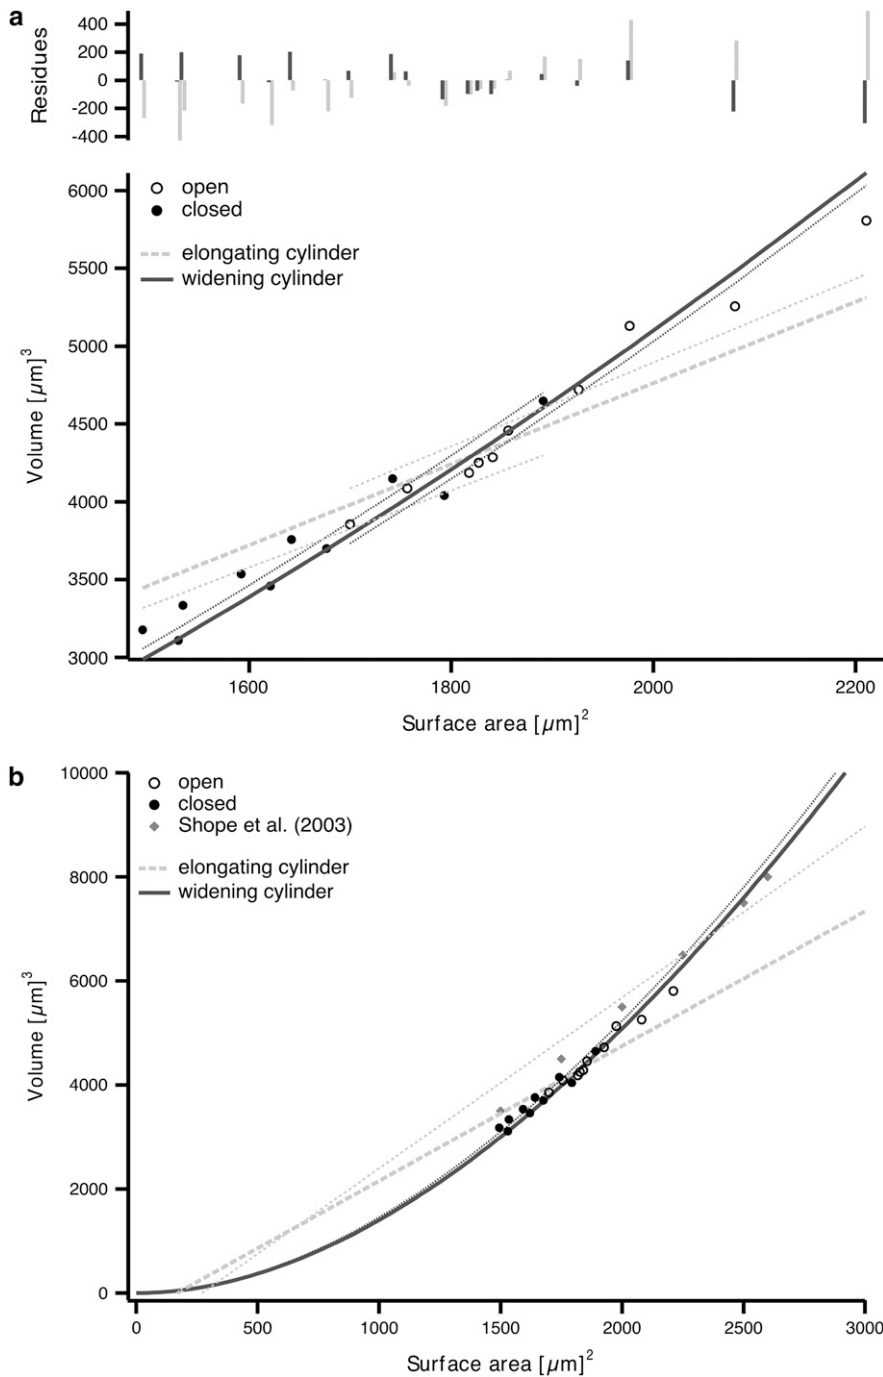 a
Residues
400
200
0
-200
-400
Volume [µm]³
6000
5500
5000
4500
4000
3500
3000
open
closed
elongating cylinder
widening cylinder
1600 1800 2000 2200
Surface area [µm]²
b
Volume [µm]³
10000
8000
6000
4000
2000
0
open
closed
Shope et al. (2003)
elongating cylinder
widening cylinder
0 500 1000 1500 2000 2500 3000
Surface area [µm]²